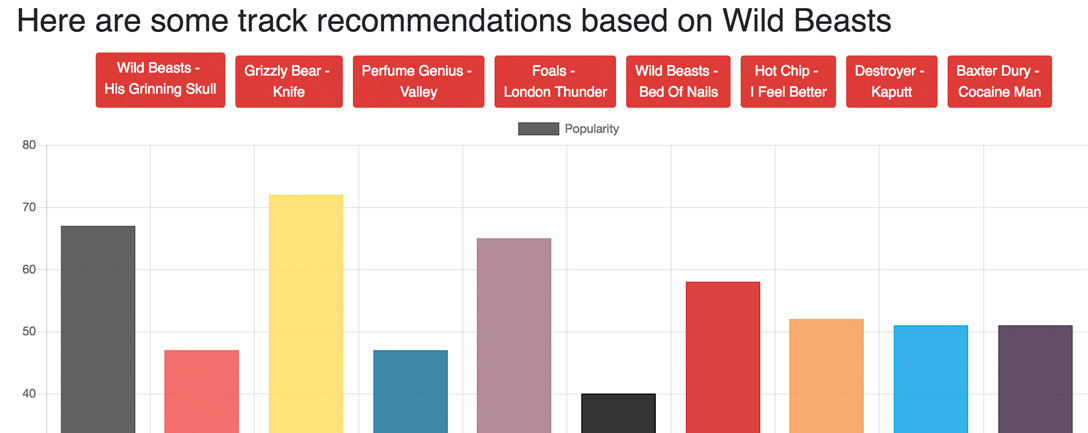 Here are some track recommendations based on Wild Beasts
Wild Beasts -
His Grinning Skull
Grizzly Bear -
Knife
Perfume Genius -
Valley
Foals -
London Thunder
Wild Beasts -
Bed Of Nails
Hot Chip -
I Feel Better
Destroyer -
Kaputt
Baxter Dury -
Cocaine Man
Popularity
80
70
60
50
40